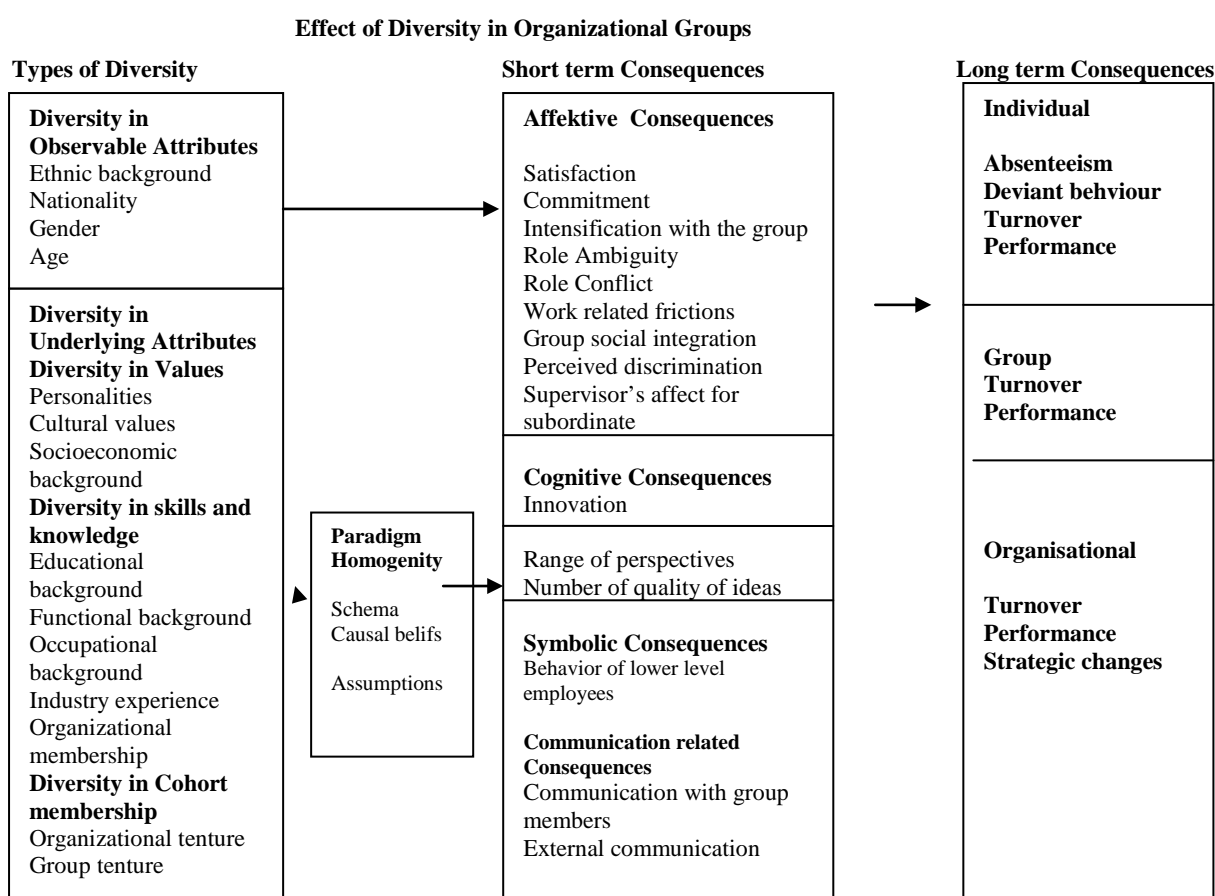 Effect of Diversity in Organizational Groups
Types of Diversity
Short term Consequences
Long term Consequences
Diversity in
Observable Attributes
Ethnic background
Nationality
Gender
Age
Diversity in
Underlying Attributes
Diversity in Values
Personalities
Cultural values
Socioeconomic
background
Diversity in skills and
knowledge
Educational
background
Functional background
Occupational
background
Industry experience
Organizational
membership
Diversity in Cohort
membership
Organizational tenture
Group tenture
Paradigm
Homogenity
Schema
Causal belifs
Assumptions
Affektive Consequences
Satisfaction
Commitment
Intensification with the group
Role Ambiguity
Role Conflict
Work related frictions
Group social integration
Perceived discrimination
Supervisor’s affect for
subordinate
Cognitive Consequences
Innovation
Range of perspectives
Number of quality of ideas
Symbolic Consequences
Behavior of lower level
employees
Communication related
Consequences
Communication with group
members
External communication
Individual
Absenteeism
Deviant behviour
Turnover
Performance
Group
Turnover
Performance
Organisational
Turnover
Performance
Strategic changes